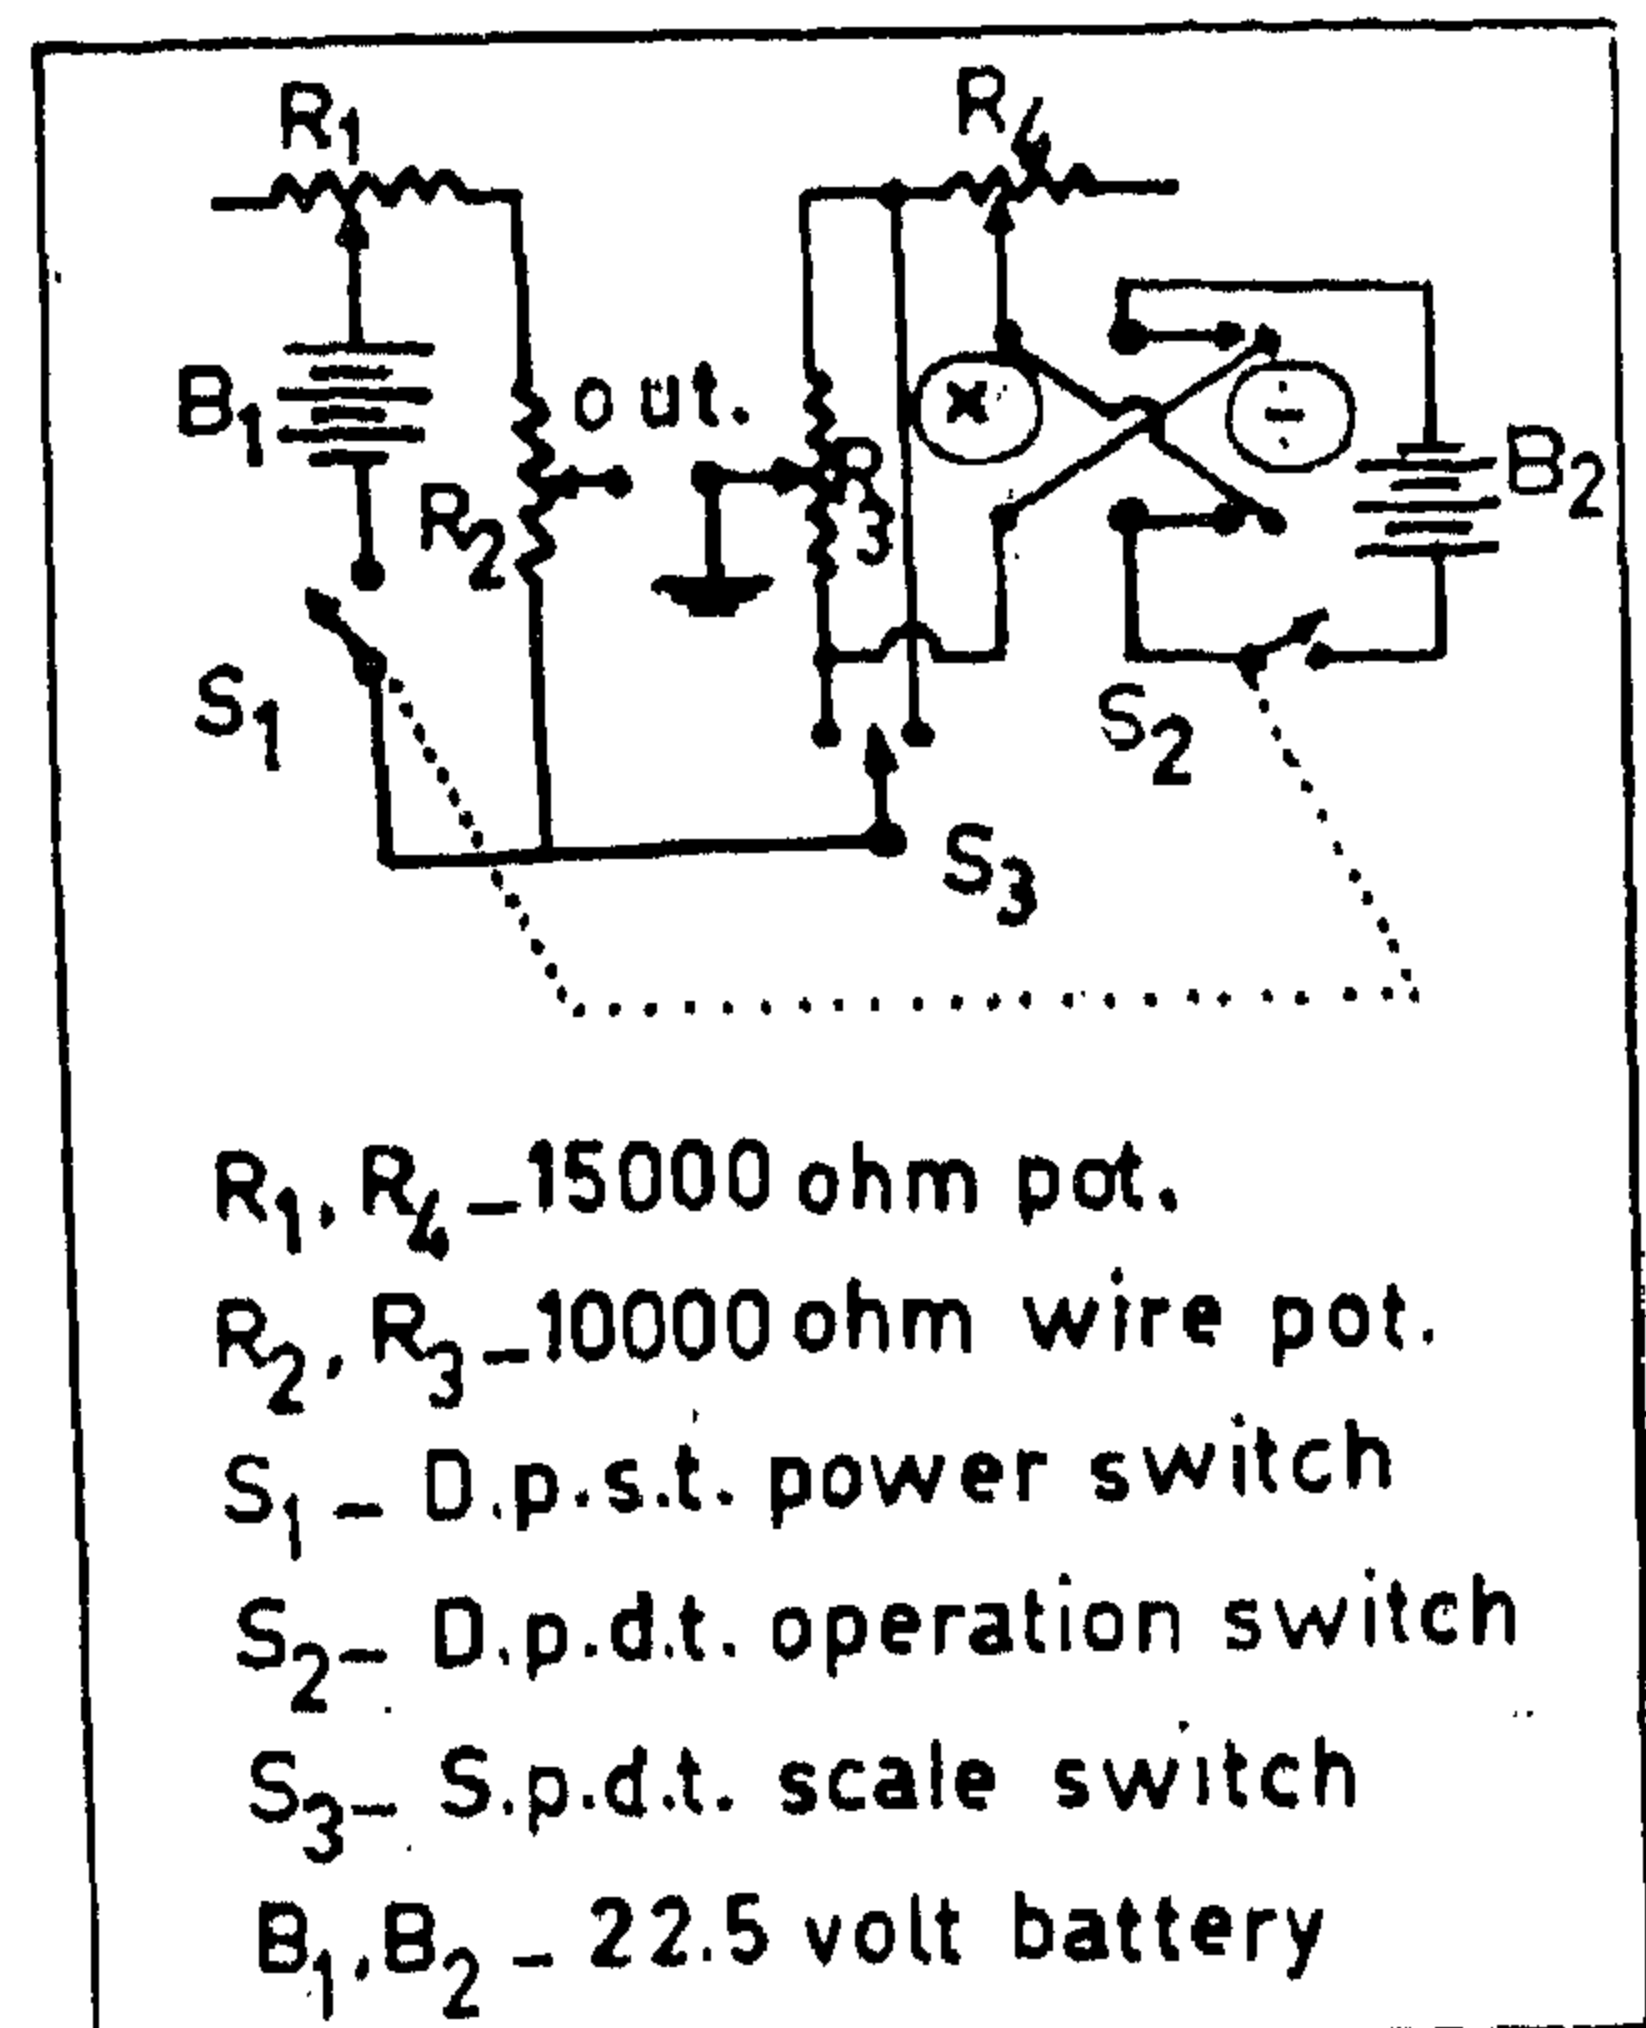 R1
R4
B1
out.
×
÷
B2
R2
R3
S1
S2
S3
R1, R4 – 15000 ohm pot.
R2, R3 – 10000 ohm wire pot.
S1 – D.p.s.t. power switch
S2 – D.p.d.t. operation switch
S3 – S.p.d.t. scale switch
B1, B2 – 22.5 volt battery